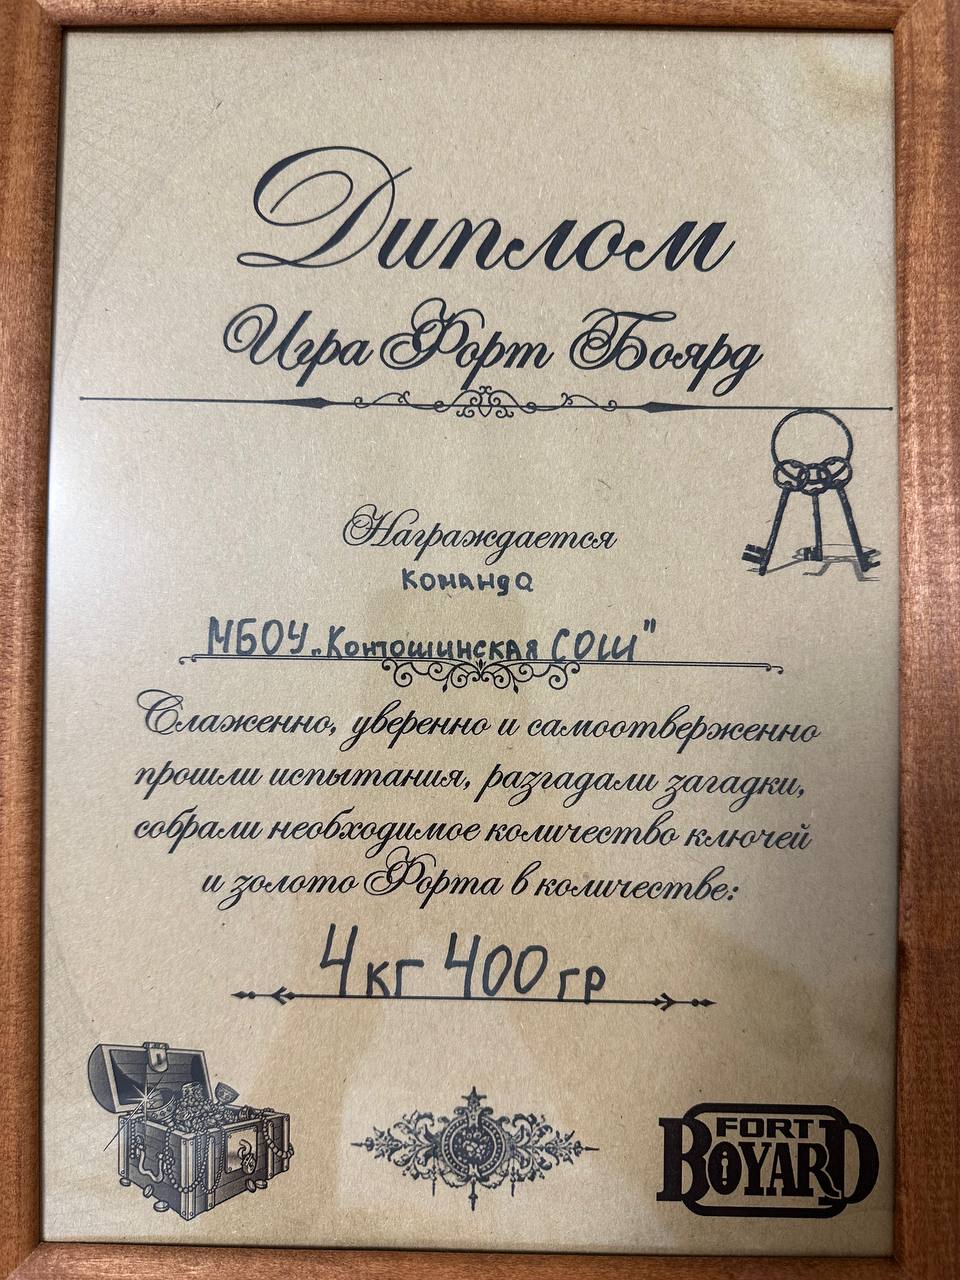 Диплом
Игра Форт Боярд
Награждается
команда
МБОУ „Контошинская СОШ"
Слаженно, уверенно и самоотверженно
прошли испытания, разгадали загадки,
собрали необходимое количество ключей
и золото Форта в количестве:
4 кг 400 гр
FORT
BOYARD